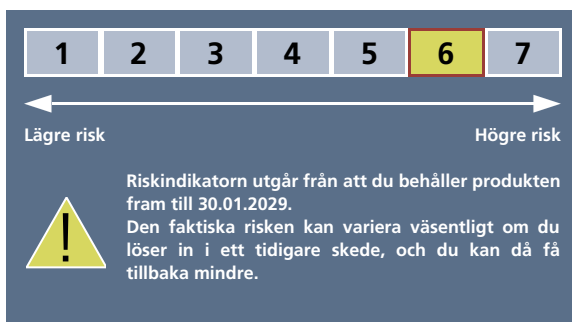 1 2 3 4 5 6 7
Lägre risk Högre risk
Riskindikatorn utgår från att du behåller produkten
fram till 30.01.2029.
Den faktiska risken kan variera väsentligt om du
löser in i ett tidigare skede, och du kan då få
tillbaka mindre.
!